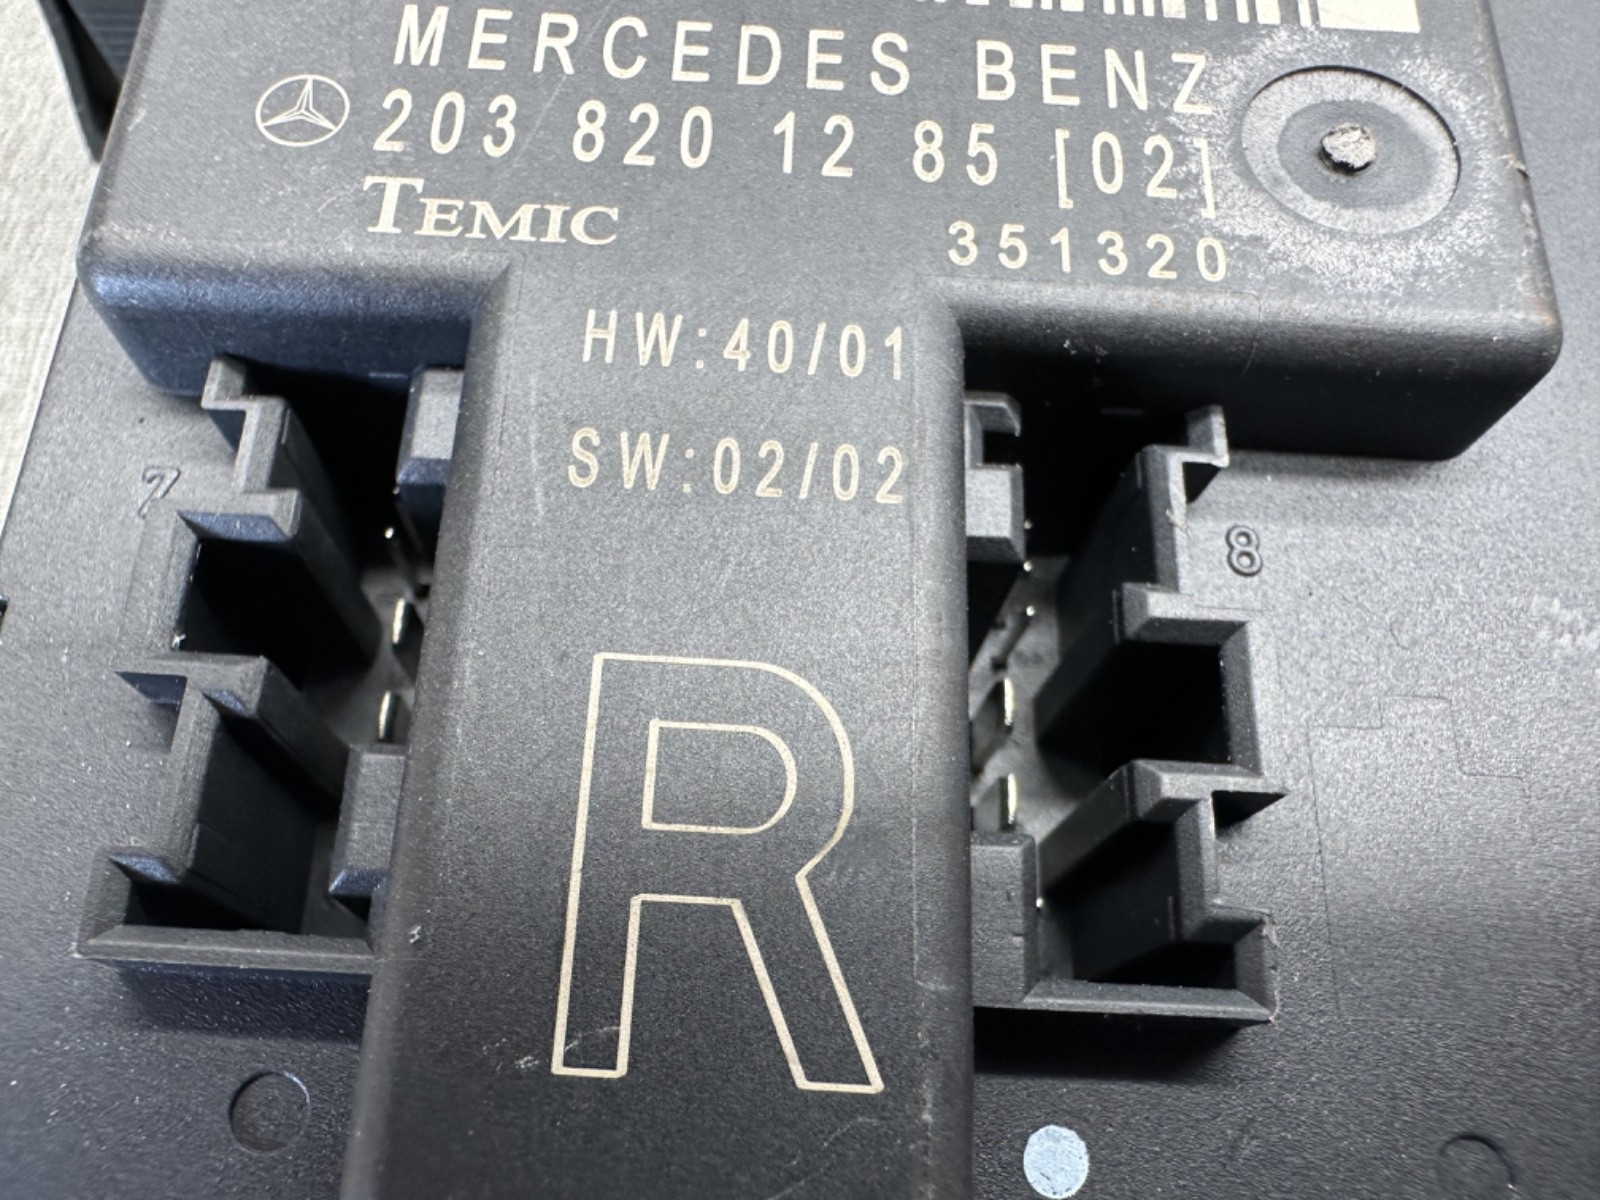 MERCEDES BENZ
203 820 12 85 [02]
TEMIC
351320
HW:40/01
SW:02/02
7
8
R